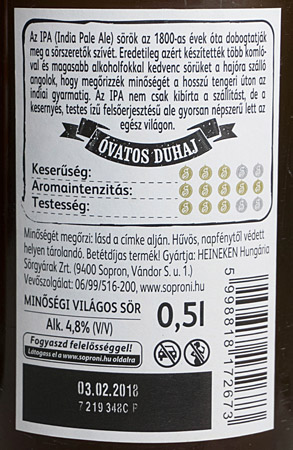 Az IPA (India Pale Ale) sörök az 1800-as évek óta dobogtatják
meg a sörszeretők szívét. Eredetileg azért készítették több komló-
val és magasabb alkoholfokkal kedvenc sörüket a hajóra szálló
angolok, hogy megőrizzék minőségét a hosszú tengeri úton az
indiai gyarmatig. Az IPA nem csak kibírta a szállítást, de a
kesernyés, testes ízű felsőerjesztésű ale gyorsan népszerű lett az
egész világon.
ÓVATOS DUHAJ
Keserűség:
Aromaintenzitás:
Testesség:
Minőségét megőrzi: lásd a címke alján. Hűvös, napfénytől védett
helyen tárolandó. Betétdíjas termék! Gyártja: HEINEKEN Hungária
Sörgyárak Zrt. (9400 Sopron, Vándor S. u. 1.)
Vevőszolgálat: 06/99/516-200, www.soproni.hu
MINŐSÉGI VILÁGOS SÖR
Alk. 4,8% (V/V)
0,5l
Fogyaszd felelősséggel!
Látogass el a www.soproni.hu oldalra
03.02.2018
7 219 348C P
5 998818 472673